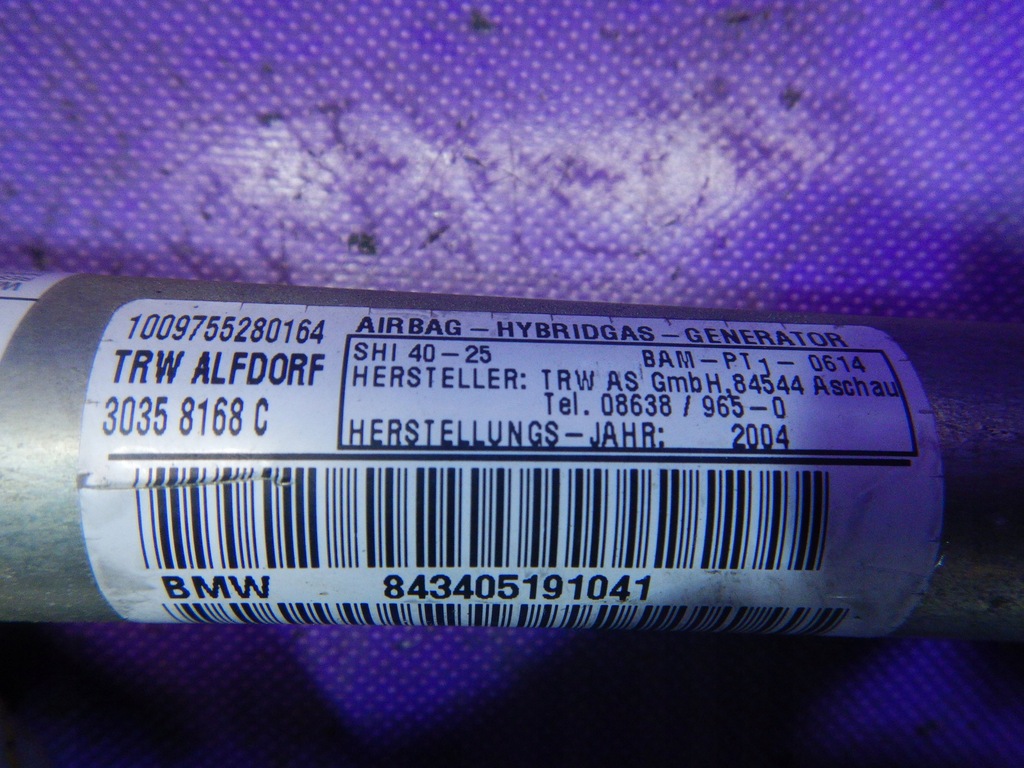 1009755280164
TRW ALFDORF
3035 8168 C
AIRBAG - HYBRIDGAS - GENERATOR
SHI 40 - 25 BAM - PT1 - 0614
HERSTELLER: TRW AS GmbH, 84544 Aschau
Tel. 08638 / 965-0
HERSTELLUNGS - JAHR: 2004
BMW 843405191041